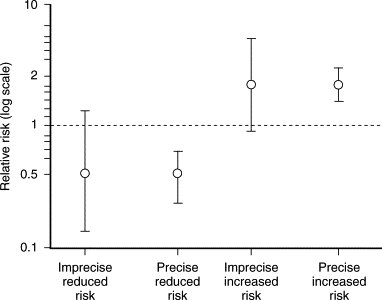 Relative risk (log scale)
10
2
1
0.5
0.1
Imprecise reduced risk
Precise reduced risk
Imprecise increased risk
Precise increased risk